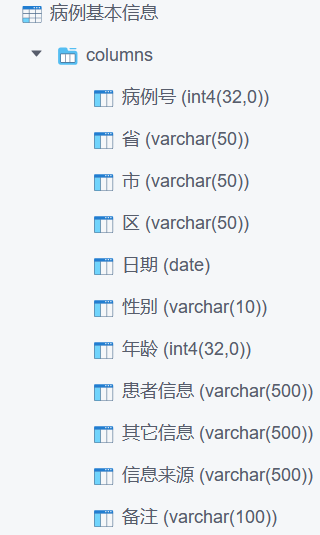 病例基本信息
columns
病例号 (int4(32,0))
省 (varchar(50))
市 (varchar(50))
区 (varchar(50))
日期 (date)
性别 (varchar(10))
年龄 (int4(32,0))
患者信息 (varchar(500))
其它信息 (varchar(500))
信息来源 (varchar(500))
备注 (varchar(100))